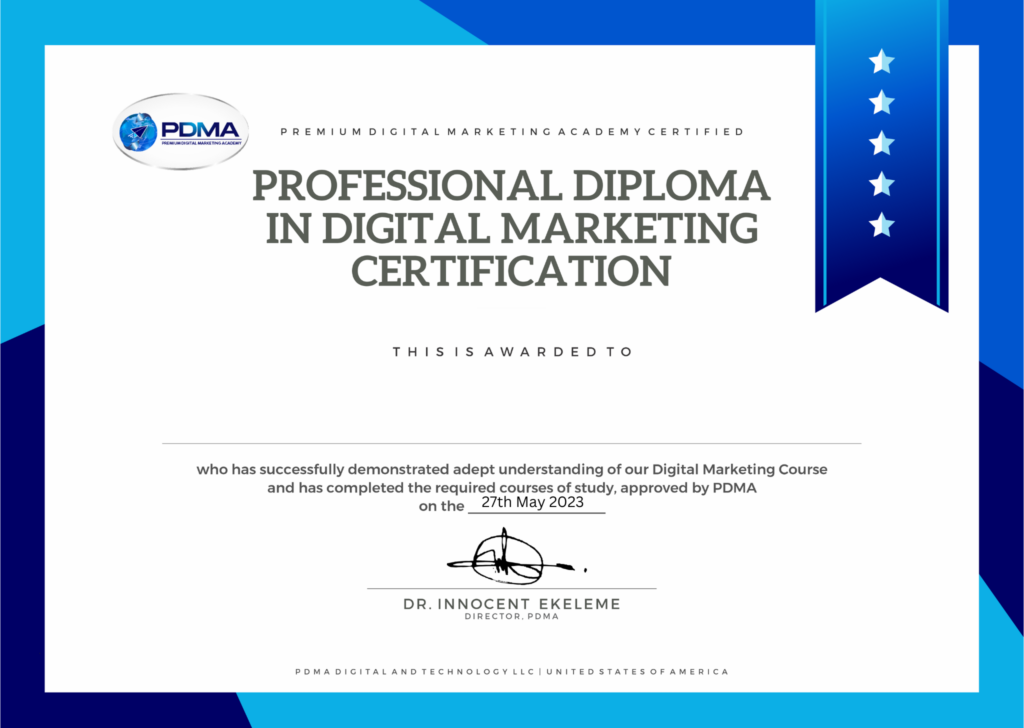 PDMA
PREMIUM DIGITAL MARKETING ACADEMY
PREMIUM DIGITAL MARKETING ACADEMY CERTIFIED
PROFESSIONAL DIPLOMA
IN DIGITAL MARKETING
CERTIFICATION
THIS IS AWARDED TO
who has successfully demonstrated adept understanding of our Digital Marketing Course
and has completed the required courses of study, approved by PDMA
on the 27th May 2023
DR. INNOCENT EKELEME
DIRECTOR, PDMA
PDMA DIGITAL AND TECHNOLOGY LLC | UNITED STATES OF AMERICA